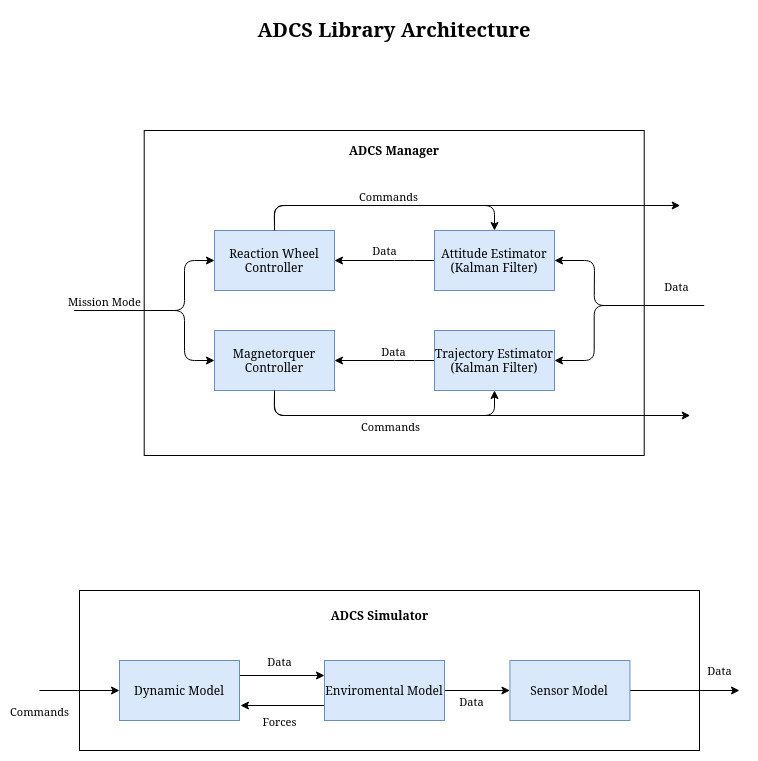 ADCS Library Architecture
ADCS Manager
Commands
Reaction Wheel
Controller
Data
Attitude Estimator
(Kalman Filter)
Data
Mission Mode
Magnetorquer
Controller
Data
Trajectory Estimator
(Kalman Filter)
Commands
ADCS Simulator
Data
Data
Dynamic Model
Enviromental Model
Sensor Model
Data
Commands
Forces